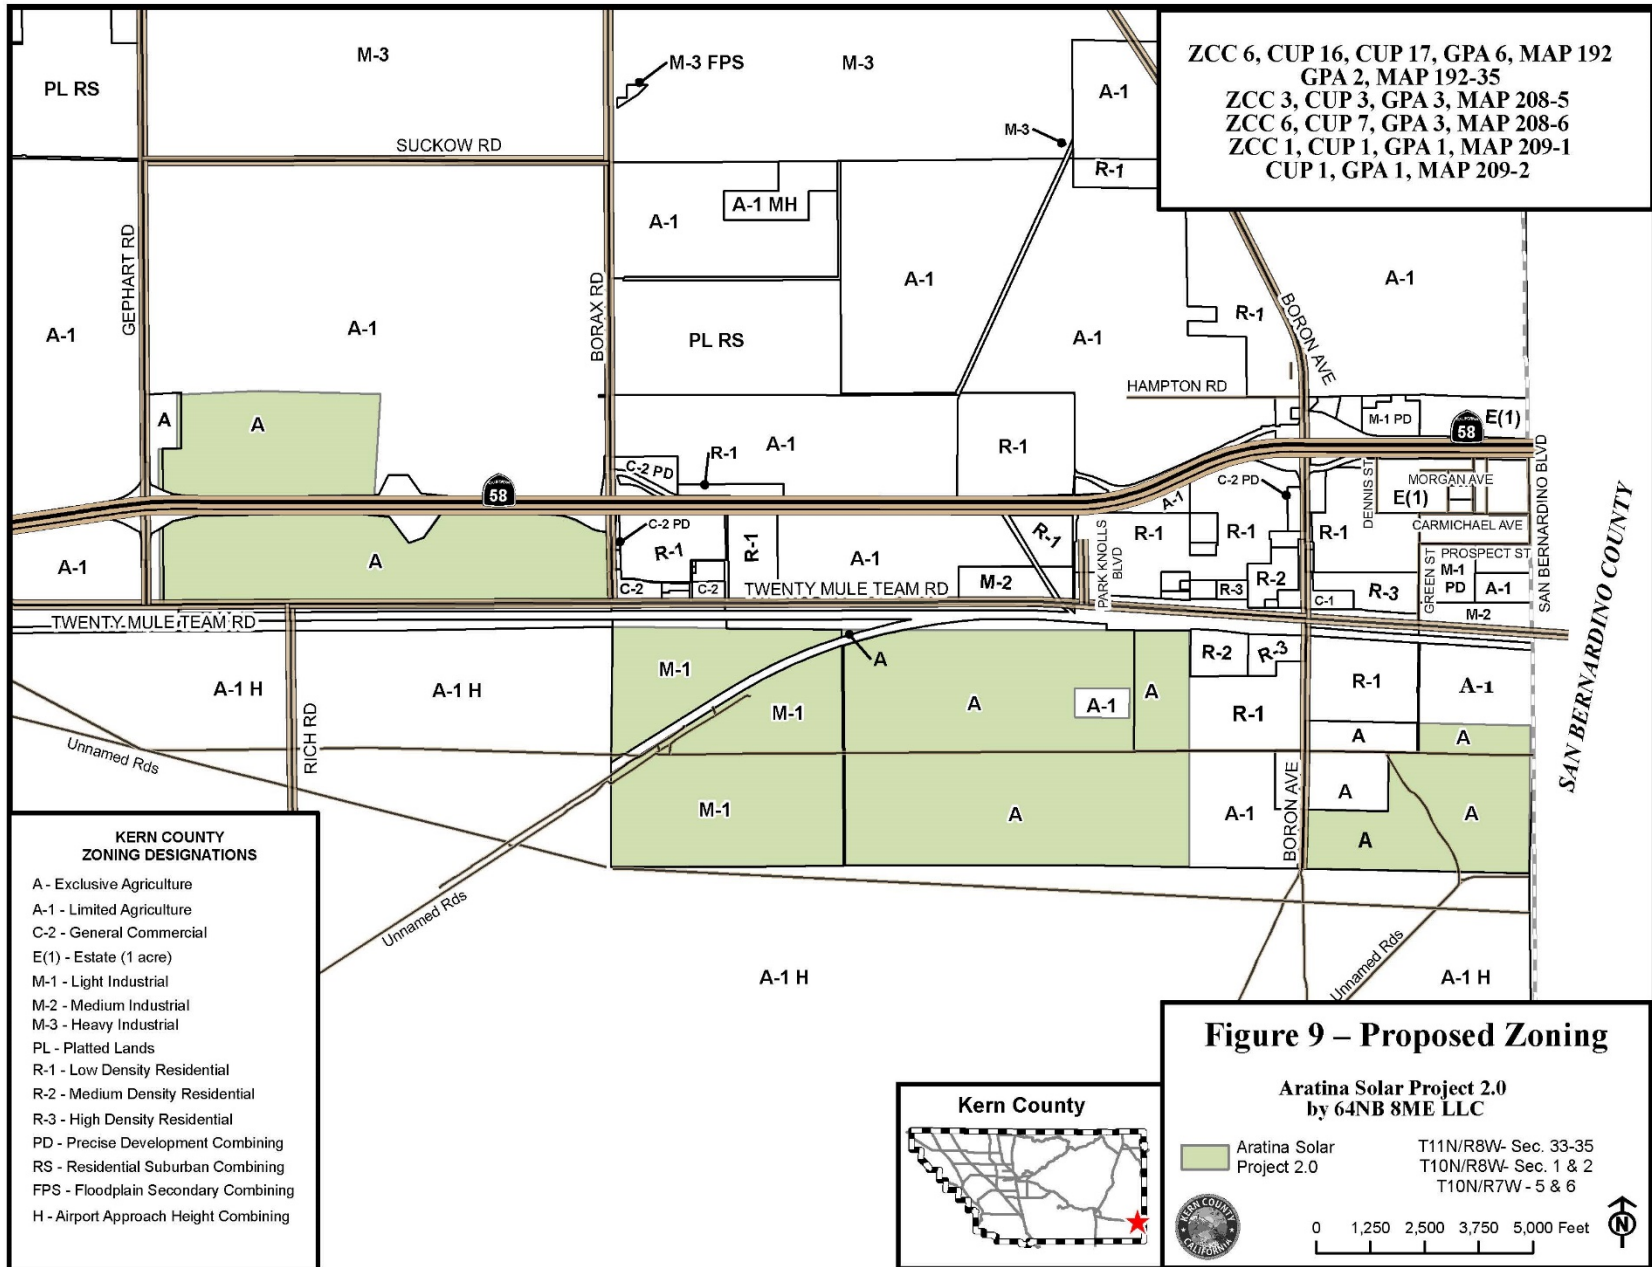 ZCC 6, CUP 16, CUP 17, GPA 6, MAP 192
GPA 2, MAP 192-35
ZCC 3, CUP 3, GPA 3, MAP 208-5
ZCC 6, CUP 7, GPA 3, MAP 208-6
ZCC 1, CUP 1, GPA 1, MAP 209-1
CUP 1, GPA 1, MAP 209-2
M-3
M-3 FPS
M-3
PL RS
A-1
M-3
SUCKOW RD
R-1
A-1 MH
A-1
GEPHART RD
BORAX RD
A-1
A-1
A-1
A-1
R-1
BORON AVE
PL RS
A-1
HAMPTON RD
A
A
M-1 PD
58
E(1)
R-1
A-1
R-1
C-2 PD
58
C-2 PD
DENNIS ST
MORGAN AVE
E(1)
SAN BERNARDINO BLVD
A-1
CARMICHAEL AVE
C-2 PD
R-1
R-1
R-1
R-1
R-1
R-1
PROSPECT ST
A-1
A
A-1
M-2
PARK KNOLLS
BLVD
R-2
M-1
PD
A-1
C-2
C-2
TWENTY MULE TEAM RD
R-3
R-3
GREEN ST
C-1
M-2
TWENTY MULE TEAM RD
SAN BERNARDINO COUNTY
A
M-1
R-2
R-3
A-1 H
A-1 H
A
A
R-1
A-1
A-1
M-1
R-1
RICH RD
A
A
Unnamed Rds
M-1
A
A-1
BORON AVE
A
A
A
Unnamed Rds
A-1 H
Unnamed Rds
A-1 H
KERN COUNTY
ZONING DESIGNATIONS
A - Exclusive Agriculture
A-1 - Limited Agriculture
C-2 - General Commercial
E(1) - Estate (1 acre)
M-1 - Light Industrial
M-2 - Medium Industrial
M-3 - Heavy Industrial
PL - Platted Lands
R-1 - Low Density Residential
R-2 - Medium Density Residential
R-3 - High Density Residential
PD - Precise Development Combining
RS - Residential Suburban Combining
FPS - Floodplain Secondary Combining
H - Airport Approach Height Combining
Kern County
Figure 9 – Proposed Zoning
Aratina Solar Project 2.0
by 64NB 8ME LLC
Aratina Solar
Project 2.0
T11N/R8W- Sec. 33-35
T10N/R8W- Sec. 1 & 2
T10N/R7W - 5 & 6
KERN COUNTY
CALIFORNIA
0 1,250 2,500 3,750 5,000 Feet
N